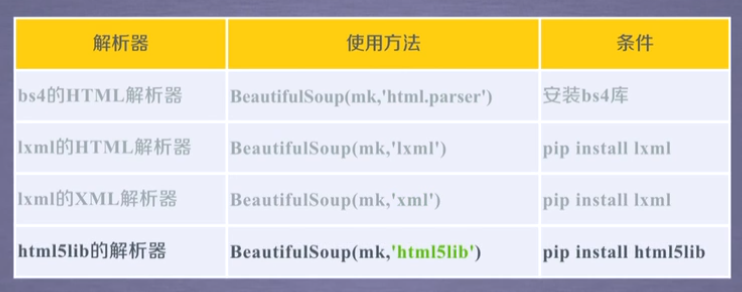 解析器 使用方法 条件
bs4的HTML解析器 BeautifulSoup(mk,'html.parser') 安装bs4库
lxml的HTML解析器 BeautifulSoup(mk,'lxml') pip install lxml
lxml的XML解析器 BeautifulSoup(mk,'xml') pip install lxml
html5lib的解析器 BeautifulSoup(mk,'html5lib') pip install html5lib